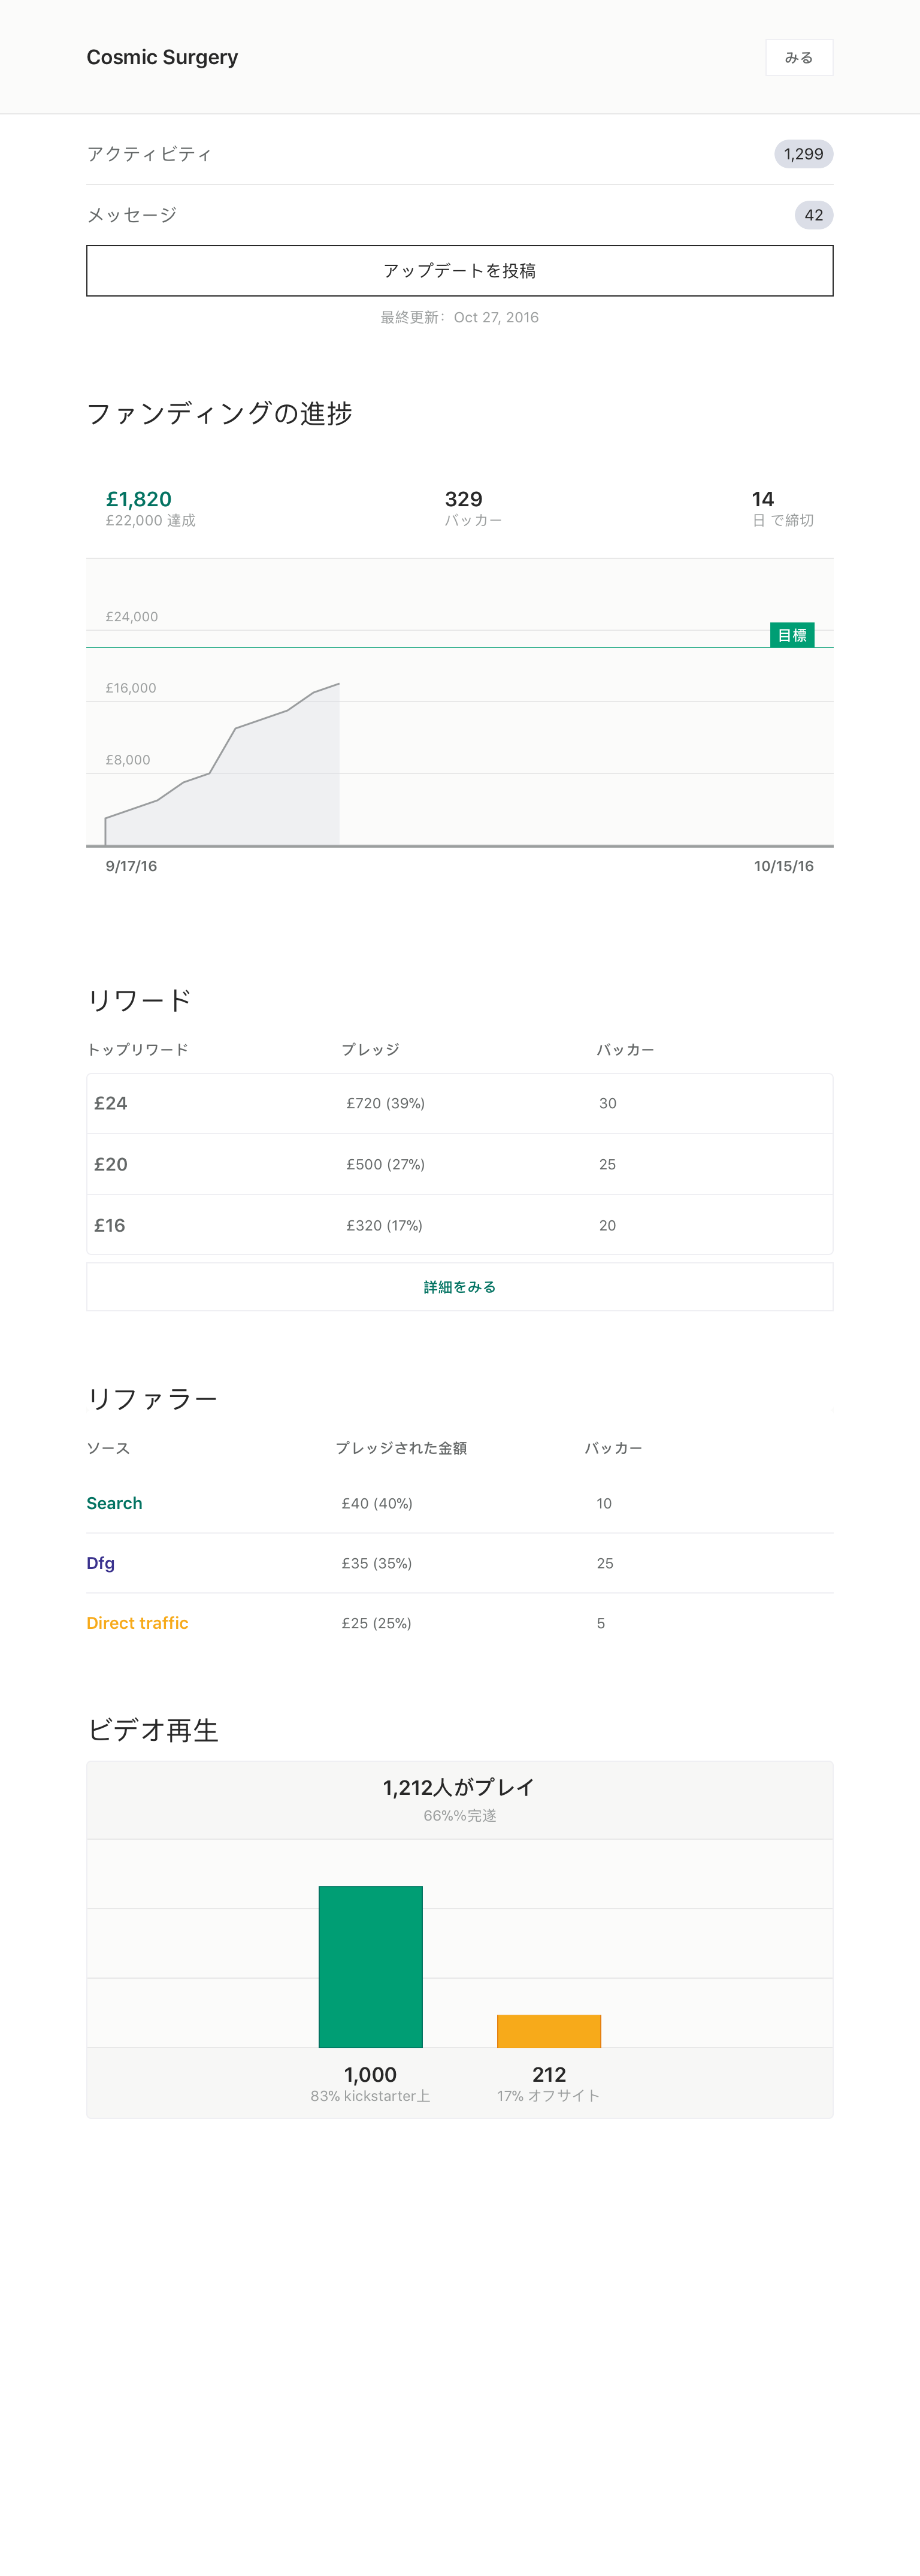 Cosmic Surgery
みる
アクティビティ 1,299
メッセージ 42
アップデートを投稿
最終更新: Oct 27, 2016
ファンディングの進捗
£1,820 329 14
£22,000 達成 バッカー 日 で締切
£24,000
目標
£16,000
£8,000
9/17/16 10/15/16
リワード
トップリワード プレッジ バッカー
£24 £720 (39%) 30
£20 £500 (27%) 25
£16 £320 (17%) 20
詳細をみる
リファラー
ソース プレッジされた金額 バッカー
Search £40 (40%) 10
Dfg £35 (35%) 25
Direct traffic £25 (25%) 5
ビデオ再生
1,212人がプレイ
66%%完遂
1,000 212
83% kickstarter上 17% オフサイト